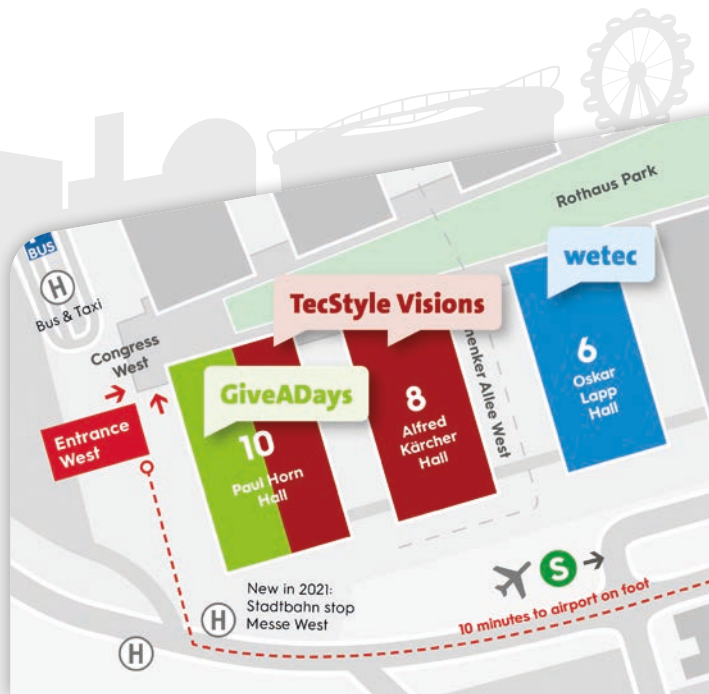 Rothaus Park
BUS
H
Bus & Taxi
Congress
West
Entrance
West
TecStyle Visions
GiveADays
10
Paul Horn
Hall
8
Alfred
Kärcher
Hall
Allee West
wetec
6
Oskar
Lapp
Hall
New in 2021:
Stadtbahn stop
Messe West
H
H
S
10 minutes to airport on foot